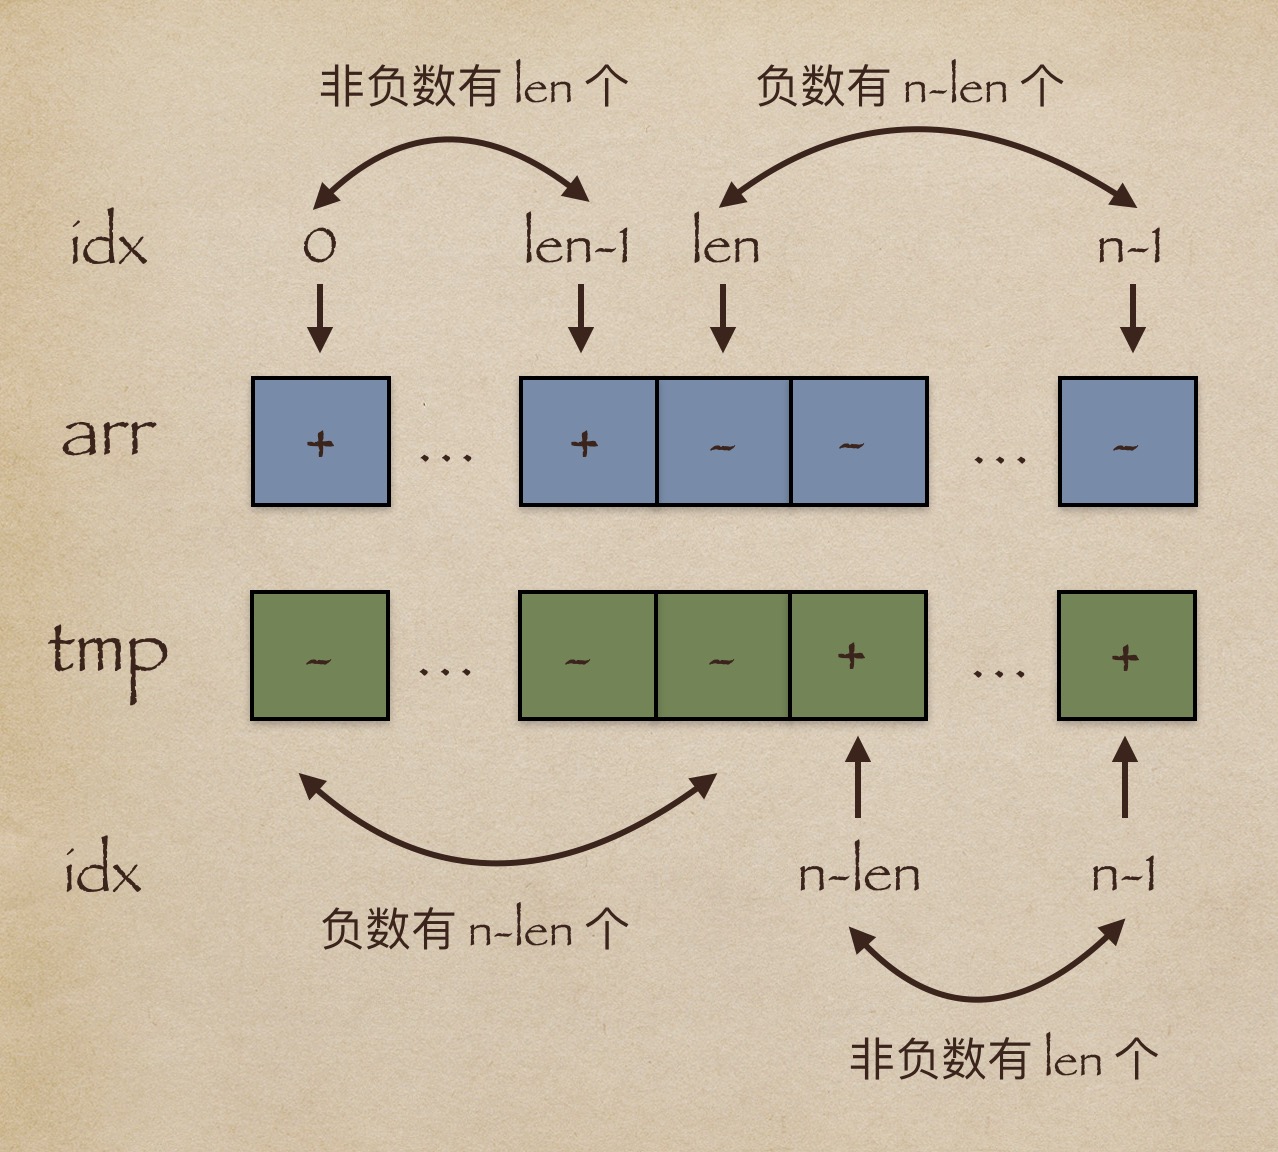 非负数有 len 个 负数有 n-len 个
idx 0 len-1 len n-1
arr + ... + - - ... -
tmp - ... - - + ... +
idx n-len n-1
负数有 n-len 个
非负数有 len 个